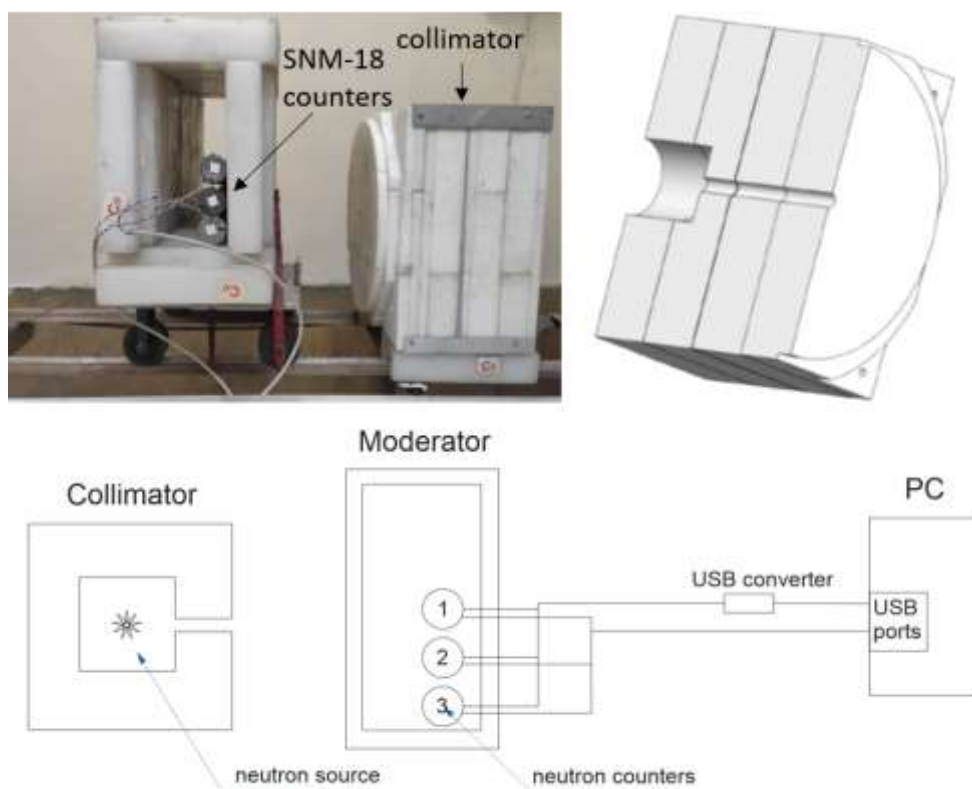 SNM-18
counters
collimator
Moderator
Collimator
PC
USB converter
USB
ports
1
2
3
neutron source
neutron counters